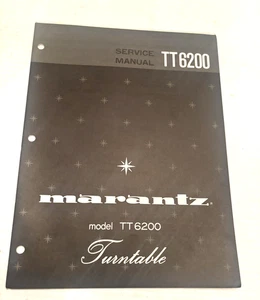 SERVICE
MANUAL TT6200
marantz®
model TT6200
Turntable